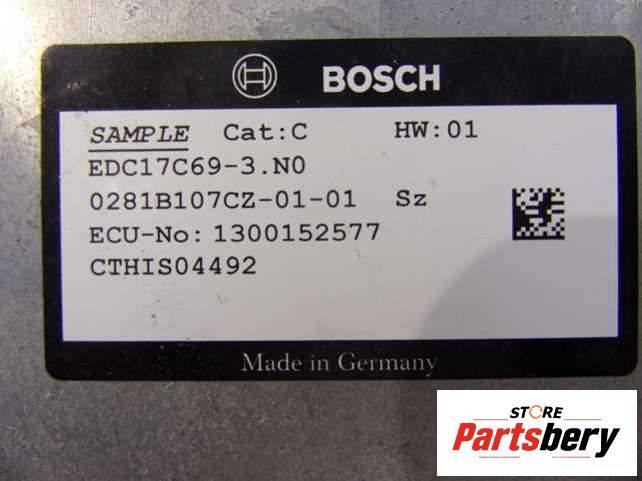 BOSCH
SAMPLE Cat:C HW:01
EDC17C69-3.N0
0281B107CZ-01-01 Sz
ECU-No: 1300152577
CTHIS04492
Made in Germany
STORE
Partsbery